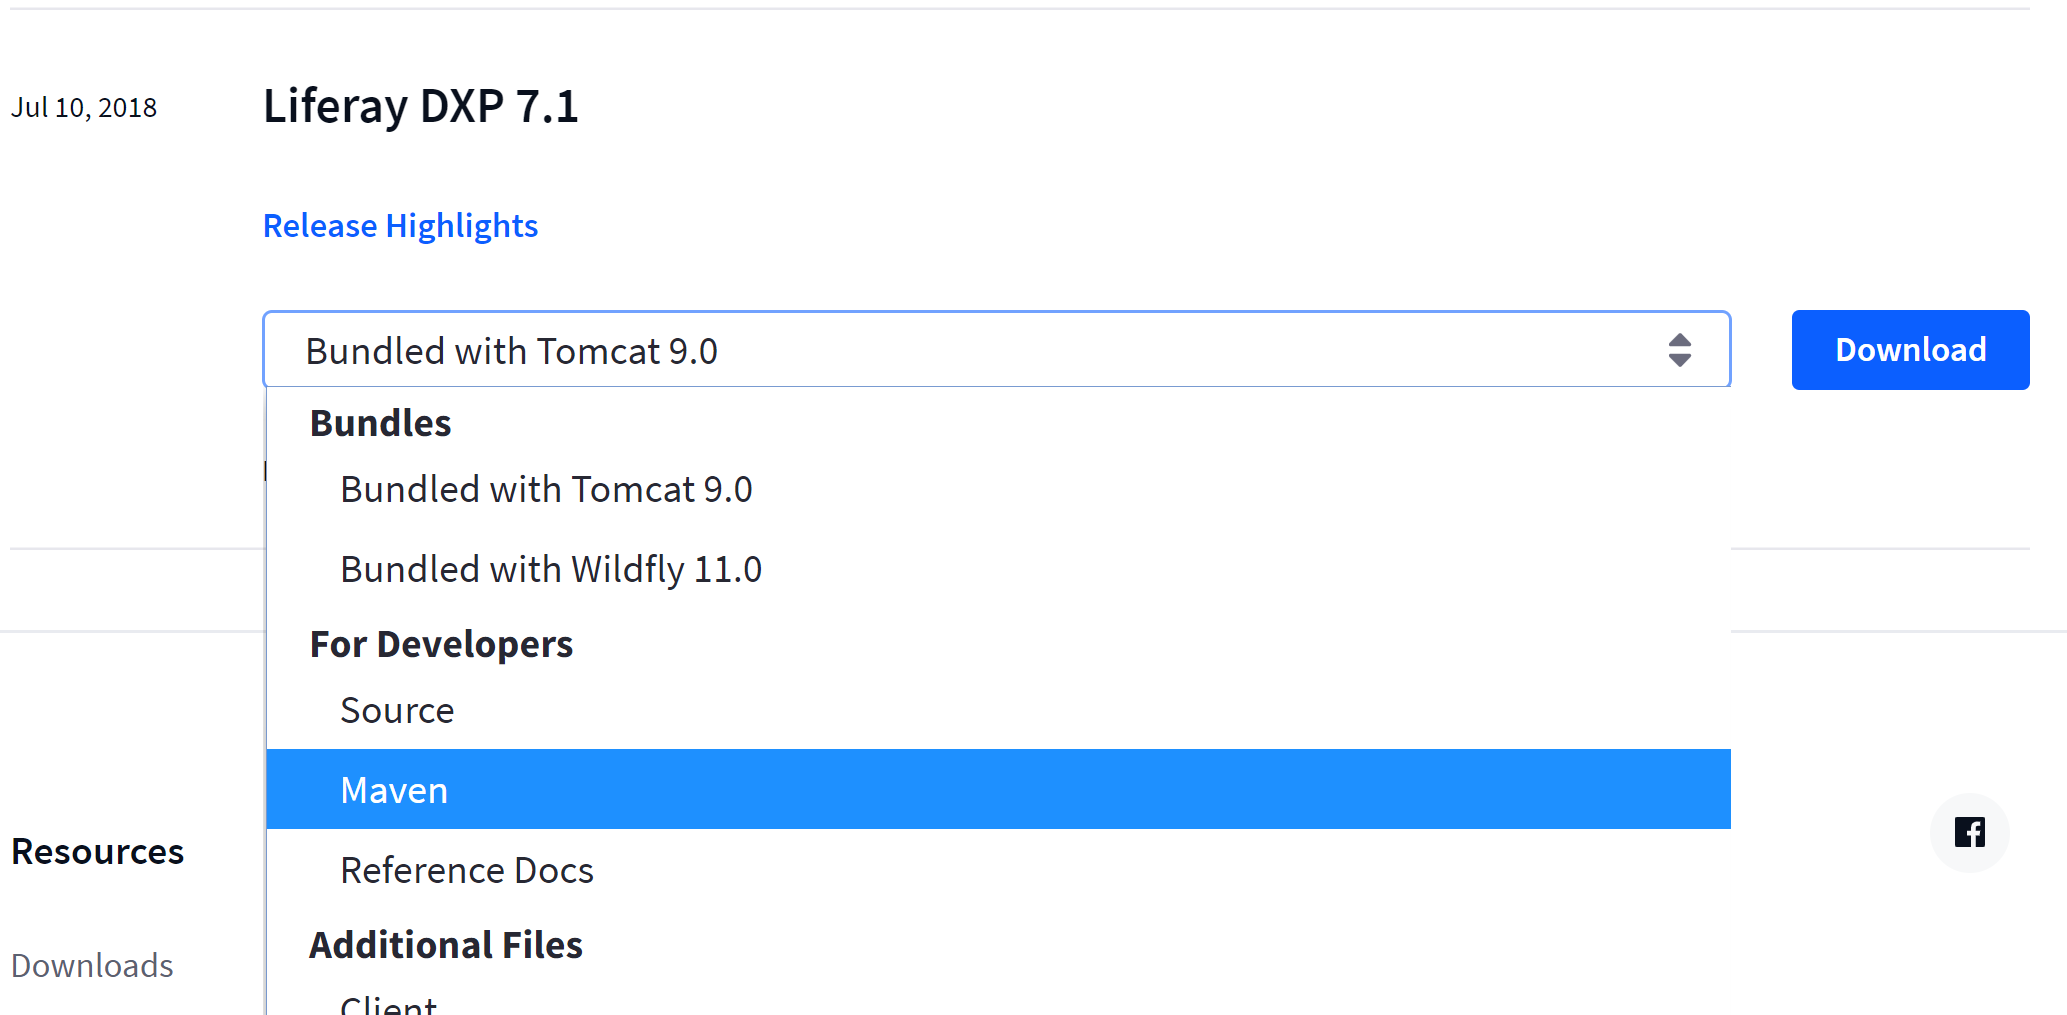 Jul 10, 2018
Liferay DXP 7.1
Release Highlights
Bundled with Tomcat 9.0
Download
Bundles
Bundled with Tomcat 9.0
Bundled with Wildfly 11.0
For Developers
Source
Maven
Reference Docs
Additional Files
Client
Resources
Downloads